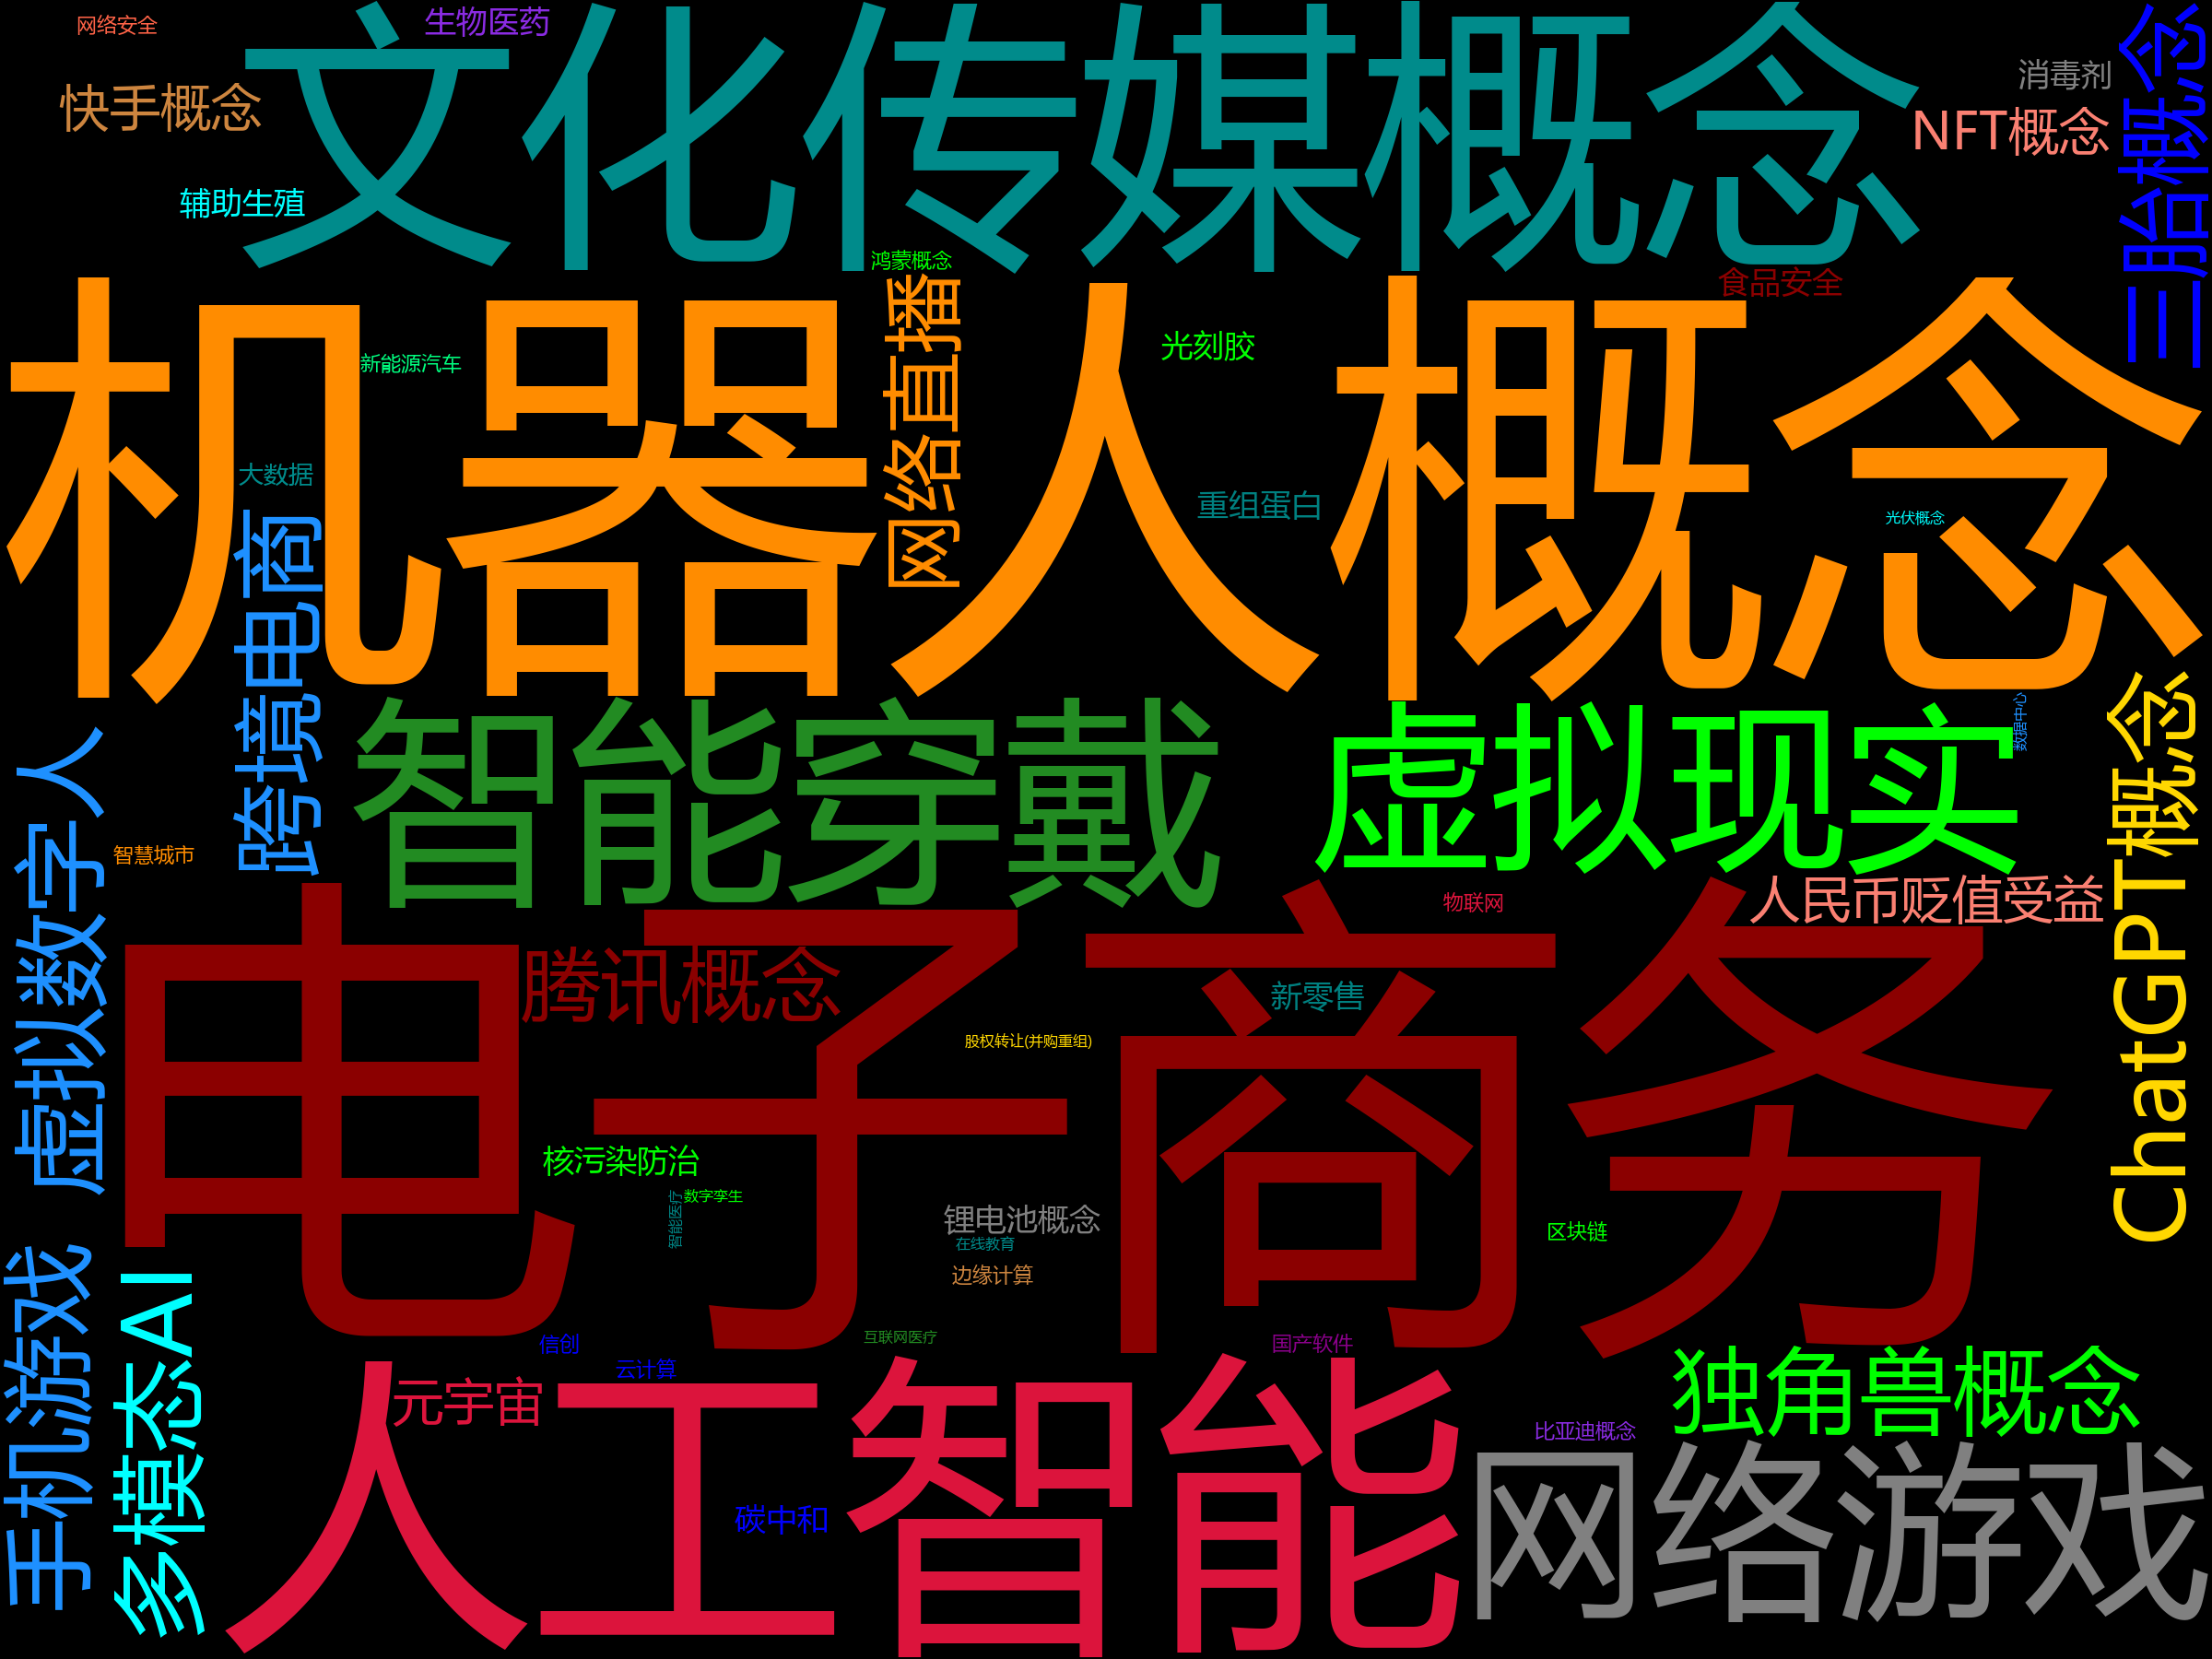 网络安全
生物医药
文化传媒概念
三胎概念
快手概念
消毒剂
NFT概念
辅助生殖
鸿蒙概念
食品安全
机器人概念
网络直播
新能源汽车
光刻胶
大数据
重组蛋白
光伏概念
跨境电商
智能穿戴
虚拟现实
数据中心
ChatGPT概念
虚拟数字人
智慧城市
人民币贬值受益
物联网
电子商务
腾讯概念
新零售
股权转让(并购重组)
核污染防治
智能医疗
数字孪生
锂电池概念
在线教育
边缘计算
区块链
手机游戏
多模态AI
信创
云计算
互联网医疗
国产软件
独角兽概念
元宇宙
人工智能
比亚迪概念
网络游戏
碳中和